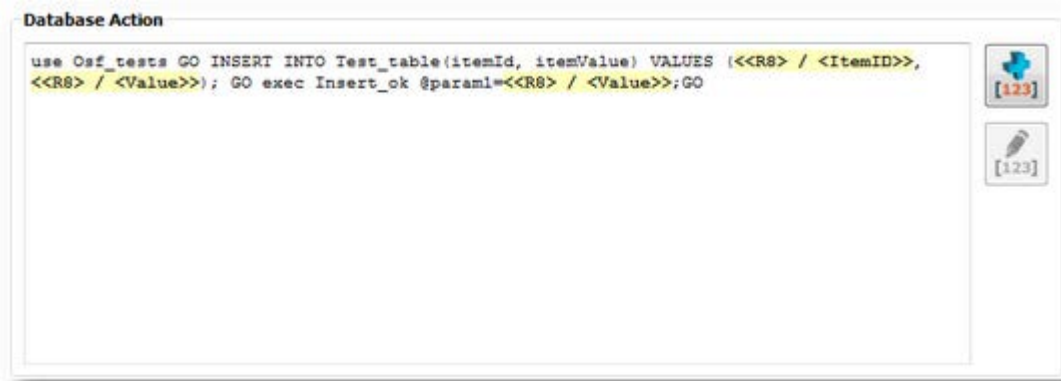 Database Action
use Osf_tests GO INSERT INTO Test_table(itemId, itemValue) VALUES (<<R8> / <ItemID>>,
<<R8> / <Value>>); GO exec Insert_ok @param1=<<R8> / <Value>>;GO
[123]
[123]